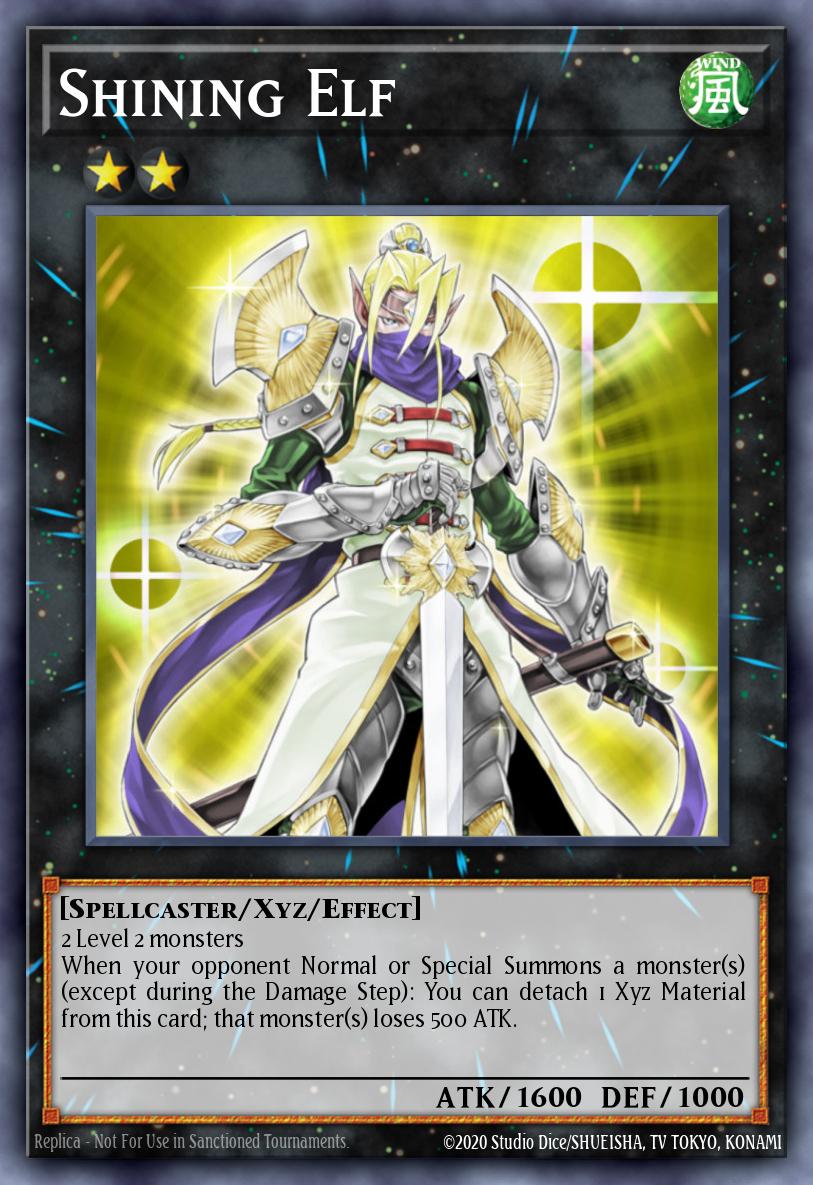 Shining Elf
WIND
風
[Spellcaster/Xyz/Effect]
2 Level 2 monsters
When your opponent Normal or Special Summons a monster(s)
(except during the Damage Step): You can detach 1 Xyz Material
from this card; that monster(s) loses 500 ATK.
ATK/1600 DEF/1000
Replica - Not For Use in Sanctioned Tournaments.
©2020 Studio Dice/SHUEISHA, TV TOKYO, KONAMI